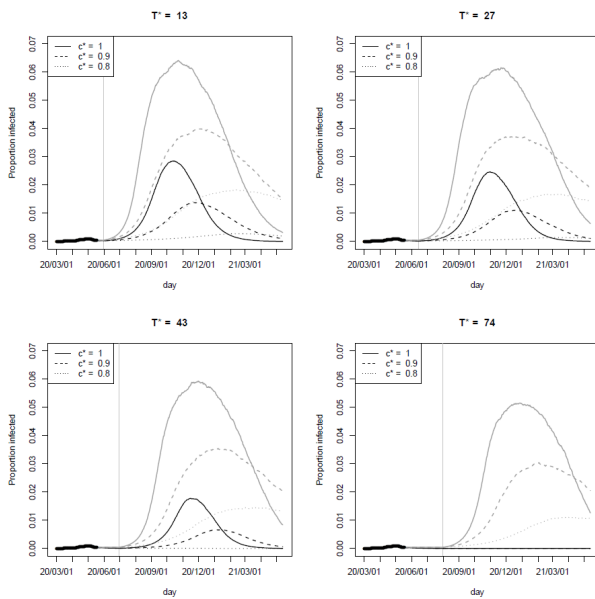 T* = 13
0.07
0.06
0.05
0.04
0.03
0.02
0.01
0.00
Proportion infected
c* = 1
c* = 0.9
c* = 0.8
20/03/01 20/06/01 20/09/01 20/12/01 21/03/01
day
T* = 27
0.07
0.06
0.05
0.04
0.03
0.02
0.01
0.00
Proportion infected
c* = 1
c* = 0.9
c* = 0.8
20/03/01 20/06/01 20/09/01 20/12/01 21/03/01
day
T* = 43
0.07
0.06
0.05
0.04
0.03
0.02
0.01
0.00
Proportion infected
c* = 1
c* = 0.9
c* = 0.8
20/03/01 20/06/01 20/09/01 20/12/01 21/03/01
day
T* = 74
0.07
0.06
0.05
0.04
0.03
0.02
0.01
0.00
Proportion infected
c* = 1
c* = 0.9
c* = 0.8
20/03/01 20/06/01 20/09/01 20/12/01 21/03/01
day